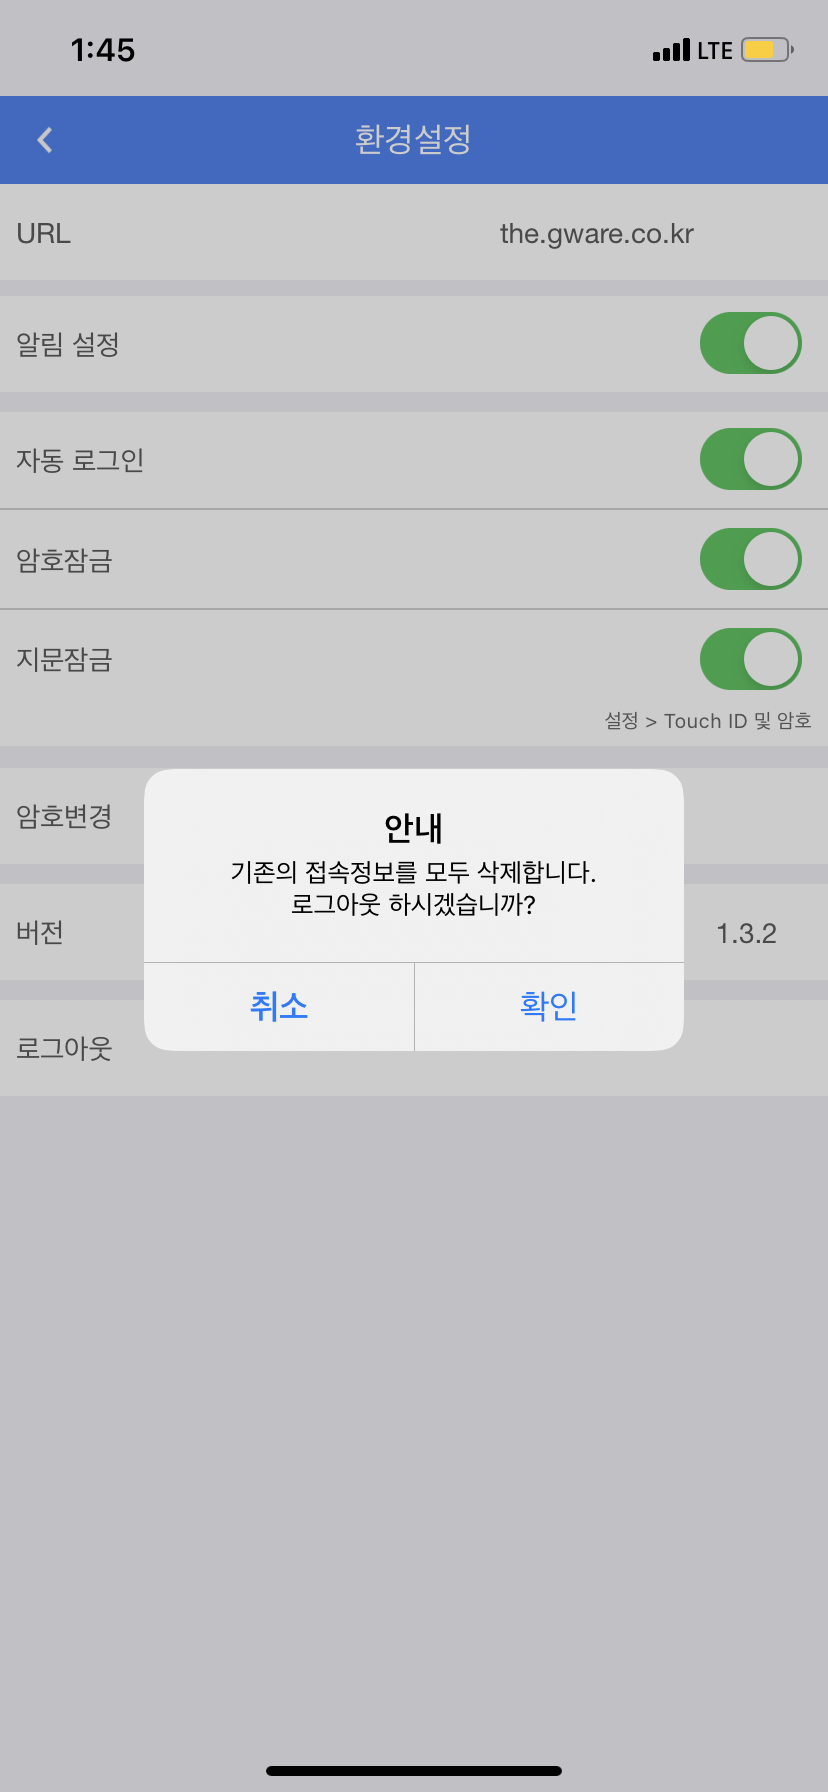 1:45
LTE
환경설정
URL the.gware.co.kr
알림 설정
자동 로그인
암호잠금
지문잠금
설정 > Touch ID 및 암호
암호변경
안내
기존의 접속정보를 모두 삭제합니다.
로그아웃 하시겠습니까?
버전 1.3.2
취소 확인
로그아웃